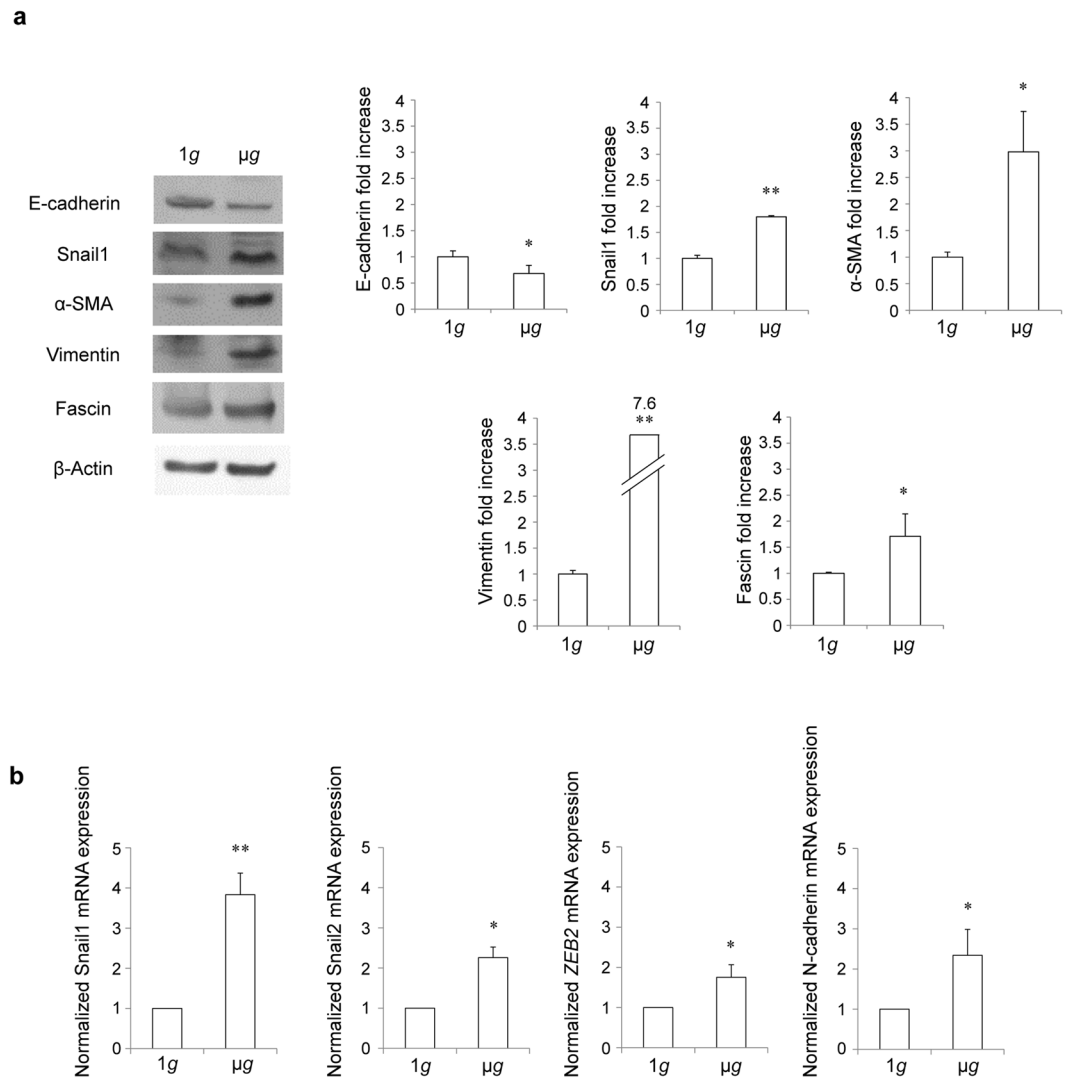 a
1g
µg
E-cadherin
Snail1
α-SMA
Vimentin
Fascin
β-Actin
E-cadherin fold increase
4
3.5
3
2.5
2
1.5
1
0.5
0
*
1g
µg
Snail1 fold increase
4
3.5
3
2.5
2
1.5
1
0.5
0
**
1g
µg
α-SMA fold increase
4
3.5
3
2.5
2
1.5
1
0.5
0
*
1g
µg
Vimentin fold increase
4
3.5
3
2.5
2
1.5
1
0.5
0
7.6
**
1g
µg
Fascin fold increase
4
3.5
3
2.5
2
1.5
1
0.5
0
*
1g
µg
b
Normalized Snail1 mRNA expression
5
4
3
2
1
0
**
1g
µg
Normalized Snail2 mRNA expression
5
4
3
2
1
0
*
1g
µg
Normalized ZEB2 mRNA expression
5
4
3
2
1
0
*
1g
µg
Normalized N-cadherin mRNA expression
5
4
3
2
1
0
*
1g
µg